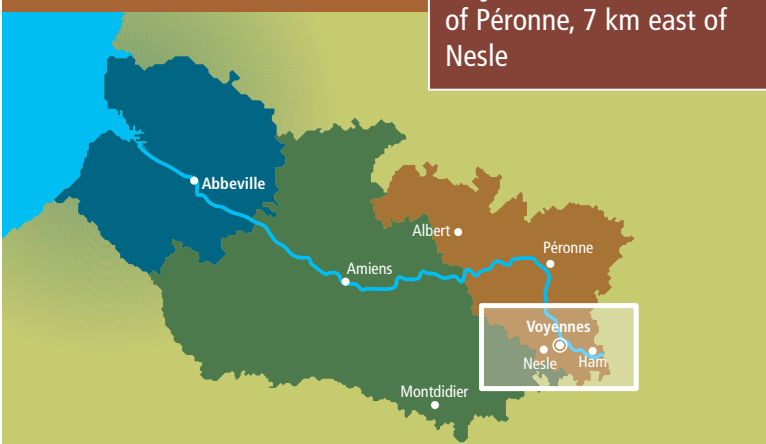 of Péronne, 7 km east of
Nesle
Abbeville
Albert
Péronne
Amiens
Voyennes
Nesle
Ham
Montdidier